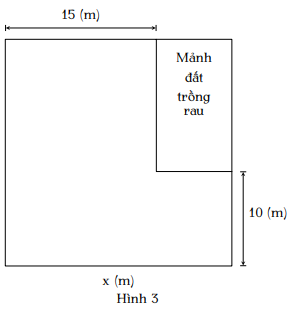 15 (m)
Mảnh
đất
trồng
rau
10 (m)
x (m)
Hình 3